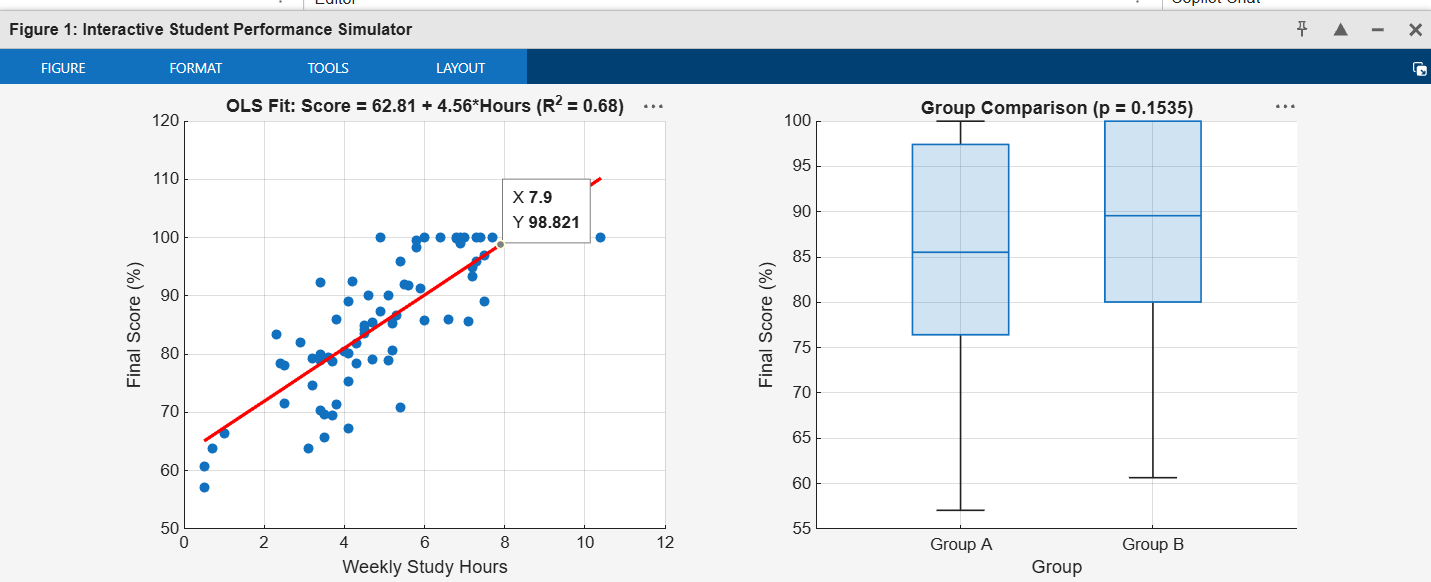 Editor
Copilot Chat
Figure 1: Interactive Student Performance Simulator
FIGURE
FORMAT
TOOLS
LAYOUT
OLS Fit: Score = 62.81 + 4.56*Hours (R² = 0.68)
120
110
100
90
80
70
60
50
Final Score (%)
X 7.9
Y 98.821
0
2
4
6
8
10
12
Weekly Study Hours
Group Comparison (p = 0.1535)
100
95
90
85
80
75
70
65
60
55
Final Score (%)
Group A
Group B
Group